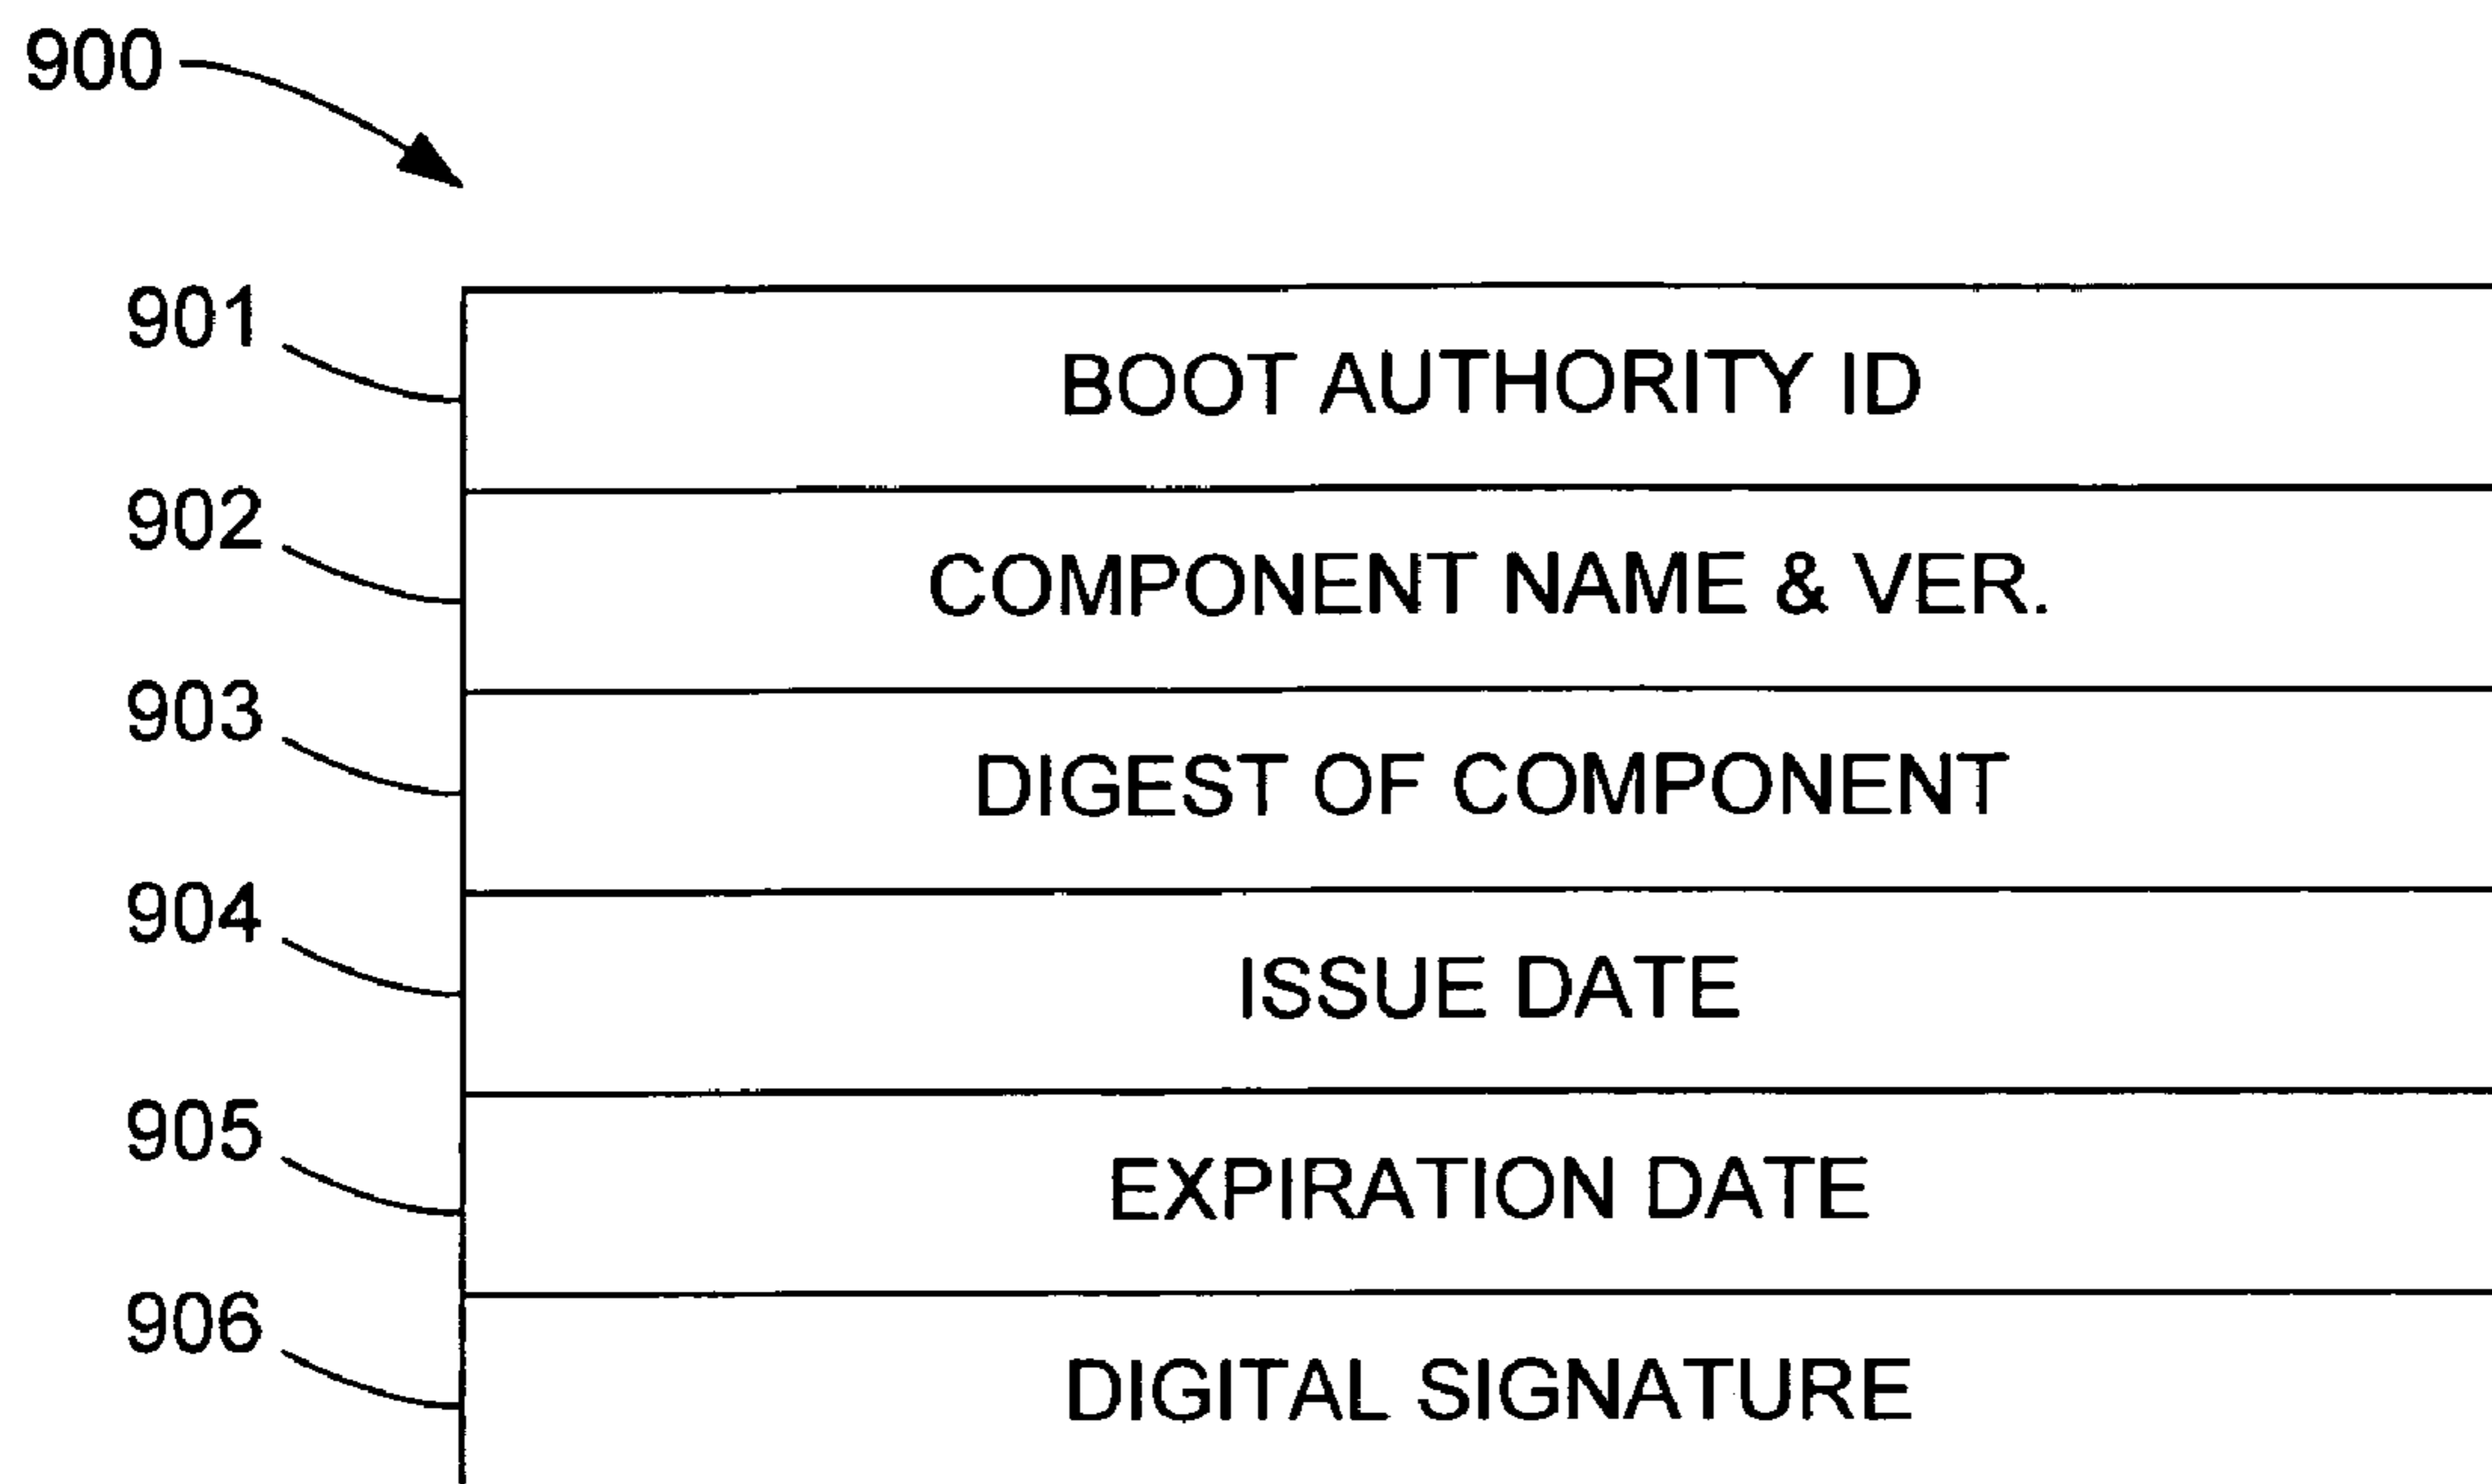 900
901 BOOT AUTHORITY ID
902 COMPONENT NAME & VER.
903 DIGEST OF COMPONENT
904 ISSUE DATE
905 EXPIRATION DATE
906 DIGITAL SIGNATURE